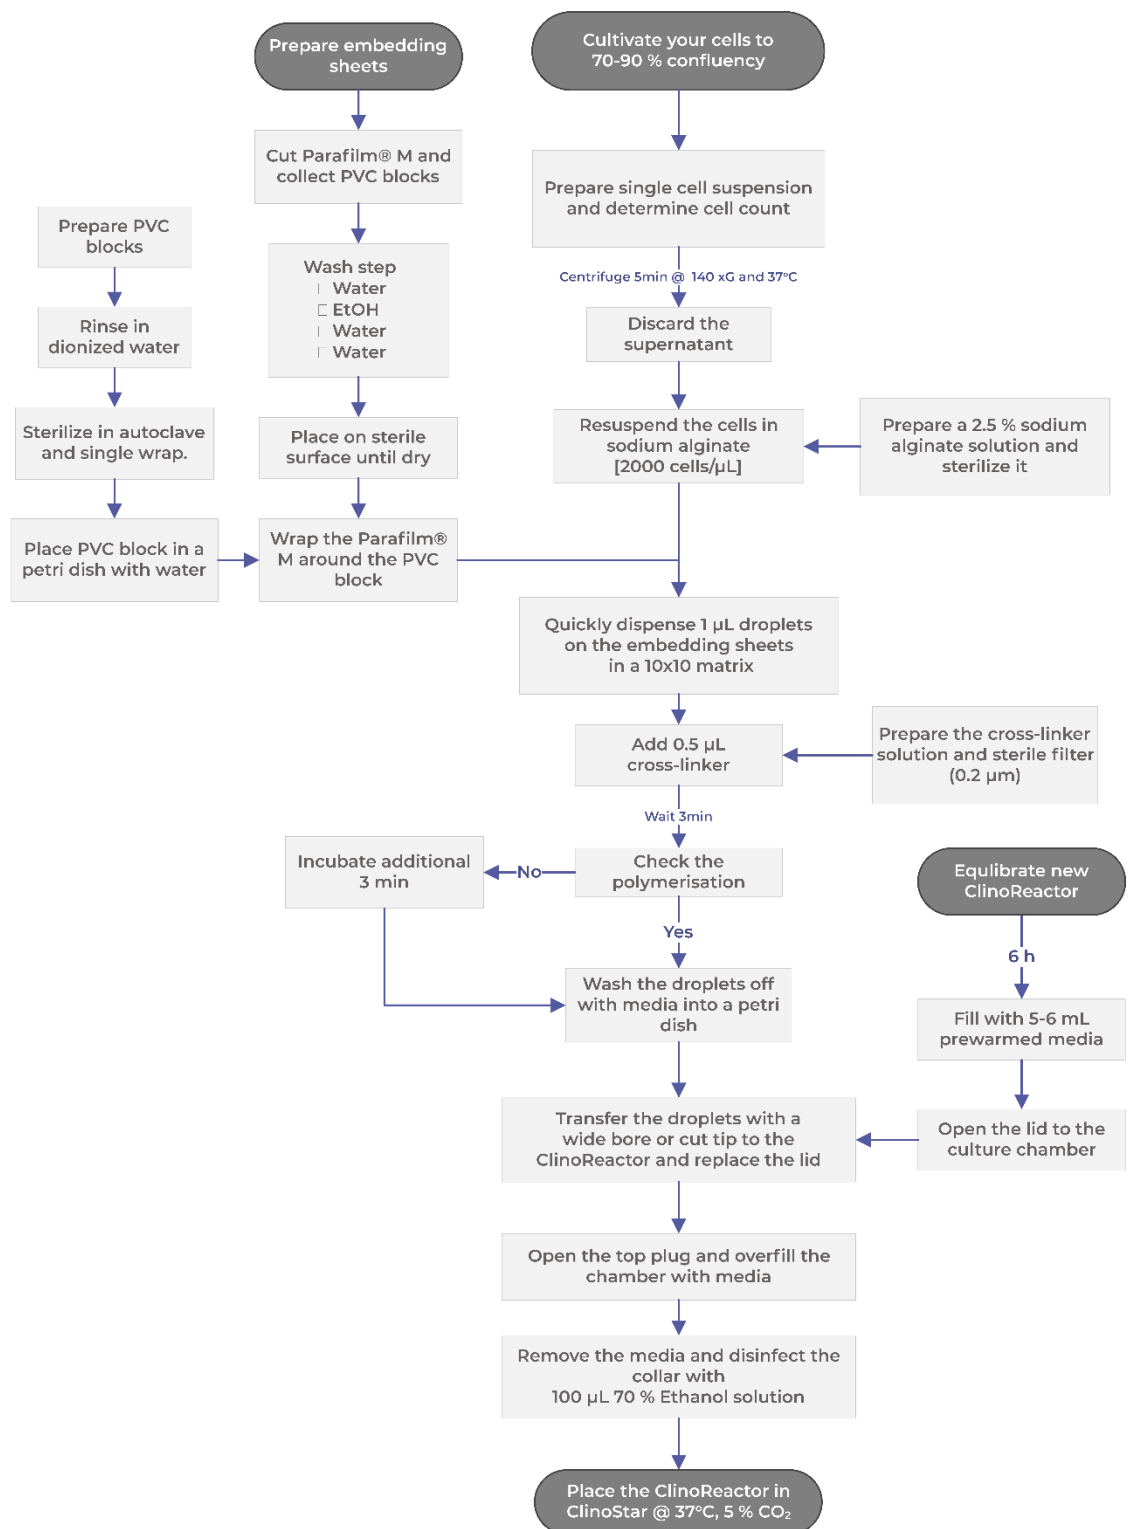 Prepare embedding
sheets
Cultivate your cells to
70-90 % confluency
Cut Parafilm® M and
collect PVC blocks
Prepare single cell suspension
and determine cell count
Prepare PVC
blocks
Wash step
Water
EtOH
Water
Water
Centrifuge 5min @ 140 xG and 37°C
Rinse in
dionized water
Discard the
supernatant
Sterilize in autoclave
and single wrap.
Place on sterile
surface until dry
Resuspend the cells in
sodium alginate
[2000 cells/µL]
Prepare a 2.5 % sodium
alginate solution and
sterilize it
Place PVC block in a
petri dish with water
Wrap the Parafilm®
M around the PVC
block
Quickly dispense 1 µL droplets
on the embedding sheets
in a 10x10 matrix
Add 0.5 µL
cross-linker
Prepare the cross-linker
solution and sterile filter
(0.2 µm)
Wait 3min
Incubate additional
3 min
No
Check the
polymerisation
Equlibrate new
ClinoReactor
Yes
6 h
Wash the droplets off
with media into a petri
dish
Fill with 5-6 mL
prewarmed media
Transfer the droplets with a
wide bore or cut tip to the
ClinoReactor and replace the lid
Open the lid to the
culture chamber
Open the top plug and overfill the
chamber with media
Remove the media and disinfect the
collar with
100 µL 70 % Ethanol solution
Place the ClinoReactor in
ClinoStar @ 37°C, 5 % CO₂